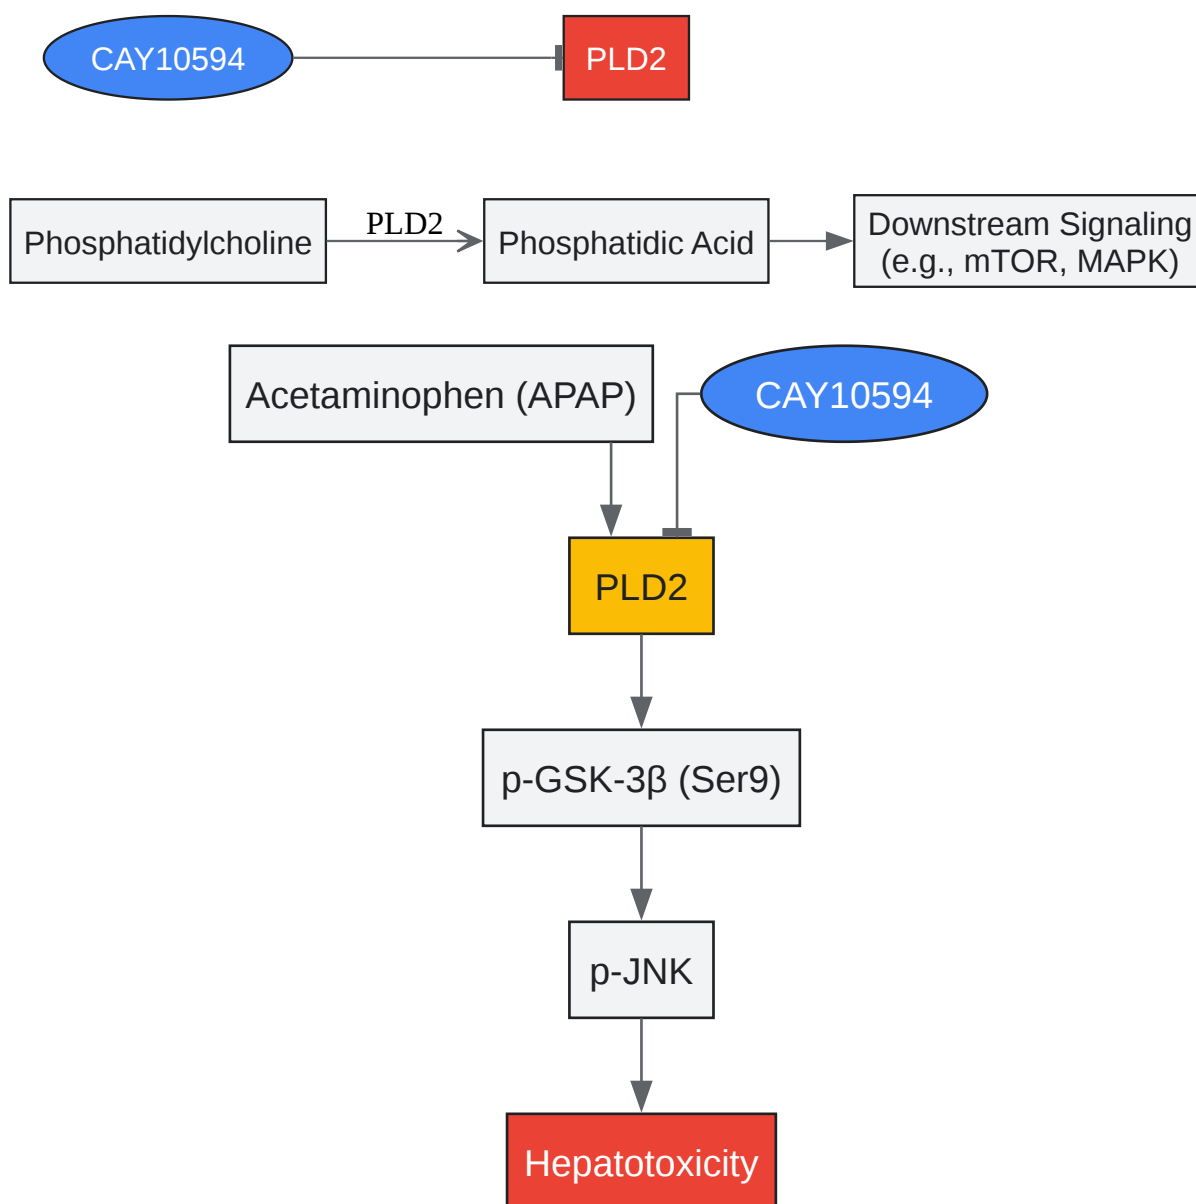 CAY10594
PLD2
Phosphatidylcholine
PLD2
Phosphatidic Acid
Downstream Signaling
(e.g., mTOR, MAPK)
Acetaminophen (APAP)
CAY10594
PLD2
p-GSK-3β (Ser9)
p-JNK
Hepatotoxicity